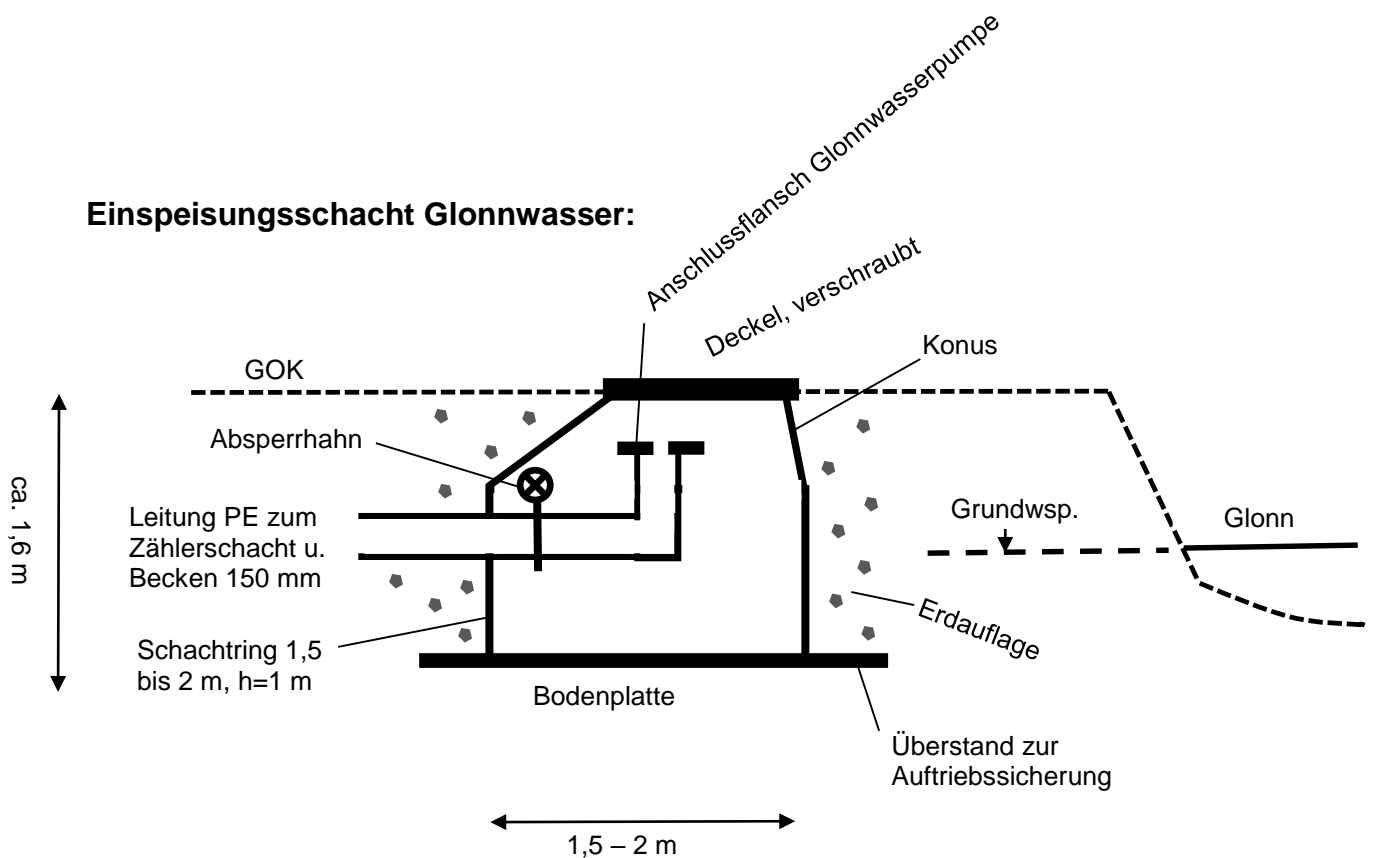 Einspeisungsschacht Glonnwasser:
Anschlussflansch Glonnwasserpumpe
Deckel, verschraubt
Konus
GOK
Absperrhahn
ca. 1,6 m
Leitung PE zum
Zählerschacht u.
Becken 150 mm
Grundwsp.
Glonn
Erdauflage
Schachtring 1,5
bis 2 m, h=1 m
Bodenplatte
Überstand zur
Auftriebssicherung
1,5 – 2 m